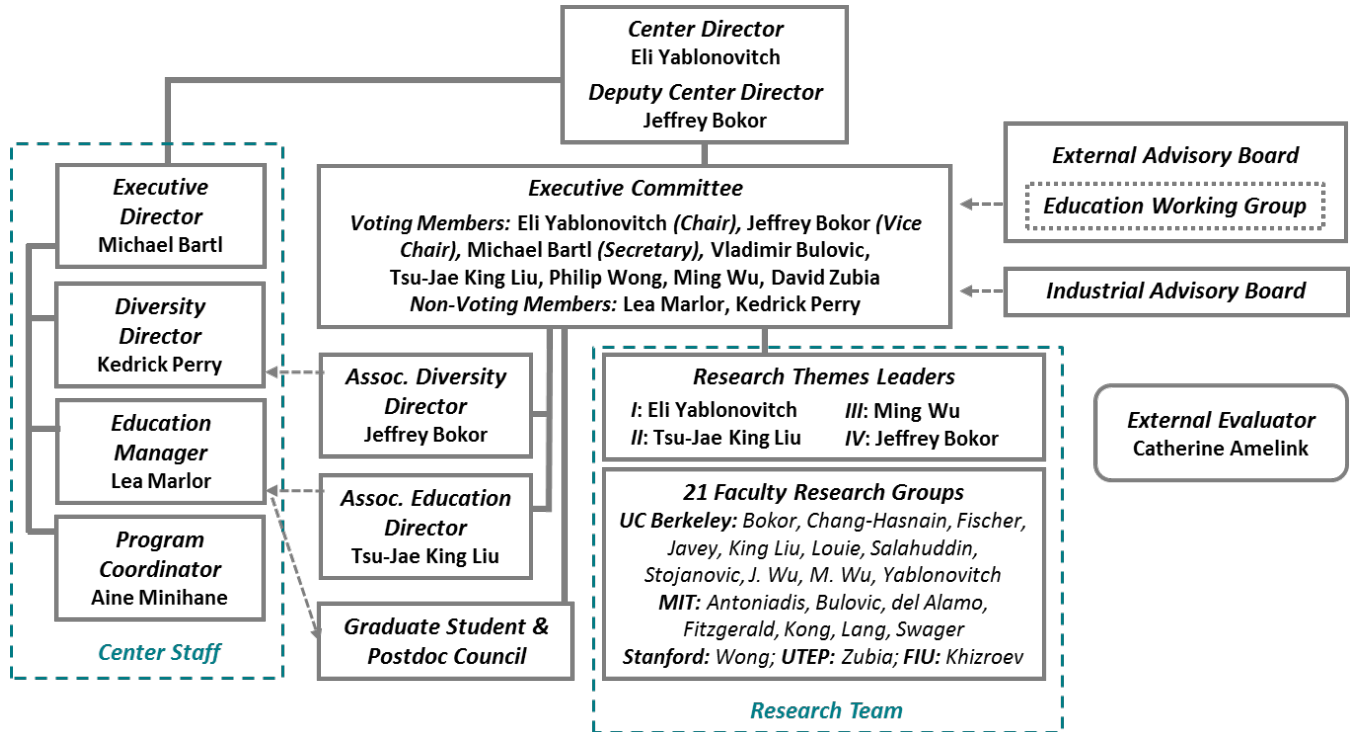 Center Director
Eli Yablonovitch
Deputy Center Director
Jeffrey Bokor
Executive
Director
Michael Bartl
Diversity
Director
Kedrick Perry
Education
Manager
Lea Marlor
Program
Coordinator
Aine Minihane
Center Staff
Executive Committee
Voting Members: Eli Yablonovitch (Chair), Jeffrey Bokor (Vice
Chair), Michael Bartl (Secretary), Vladimir Bulovic,
Tsu-Jae King Liu, Philip Wong, Ming Wu, David Zubia
Non-Voting Members: Lea Marlor, Kedrick Perry
External Advisory Board
Education Working Group
Industrial Advisory Board
Assoc. Diversity
Director
Jeffrey Bokor
Assoc. Education
Director
Tsu-Jae King Liu
Graduate Student &
Postdoc Council
Research Themes Leaders
I: Eli Yablonovitch III: Ming Wu
II: Tsu-Jae King Liu IV: Jeffrey Bokor
21 Faculty Research Groups
UC Berkeley: Bokor, Chang-Hasnain, Fischer,
Javey, King Liu, Louie, Salahuddin,
Stojanovic, J. Wu, M. Wu, Yablonovitch
MIT: Antoniadis, Bulovic, del Alamo,
Fitzgerald, Kong, Lang, Swager
Stanford: Wong; UTEP: Zubia; FIU: Khizroev
Research Team
External Evaluator
Catherine Amelink